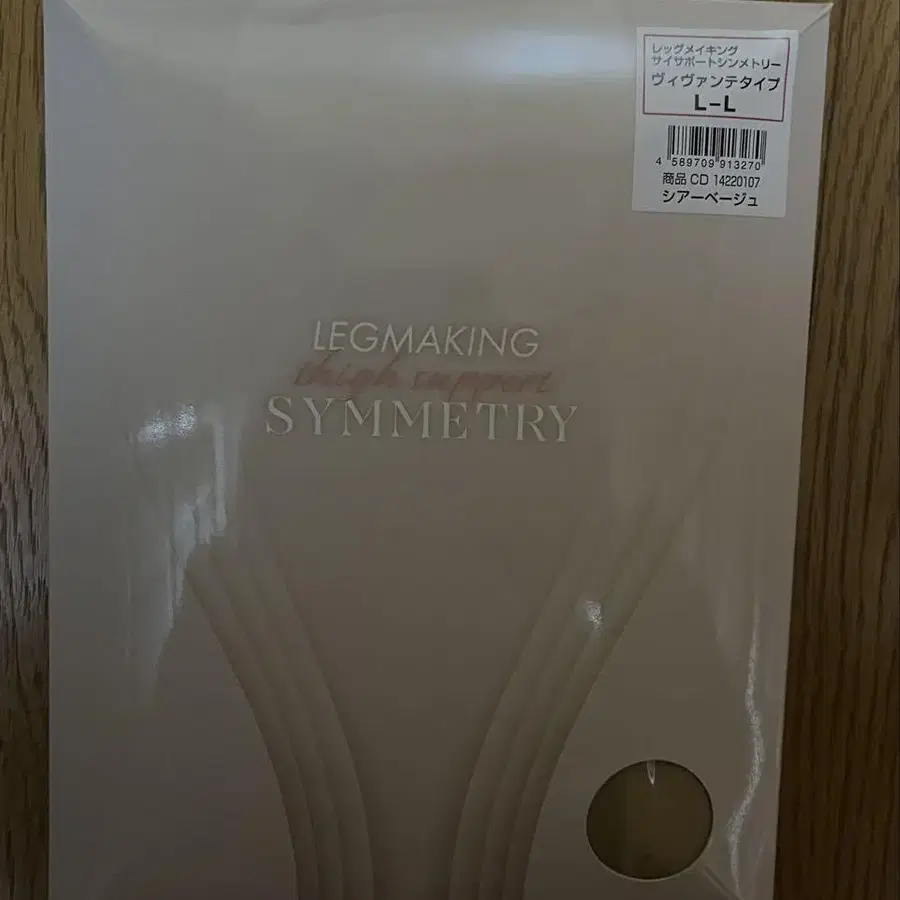 レッグメイキング
サイサポートシンメトリー
ヴィヴァンテタイプ
L-L
4 589709 913270
商品 CD 14220107
シアーベージュ
LEGMAKING
thigh support
SYMMETRY